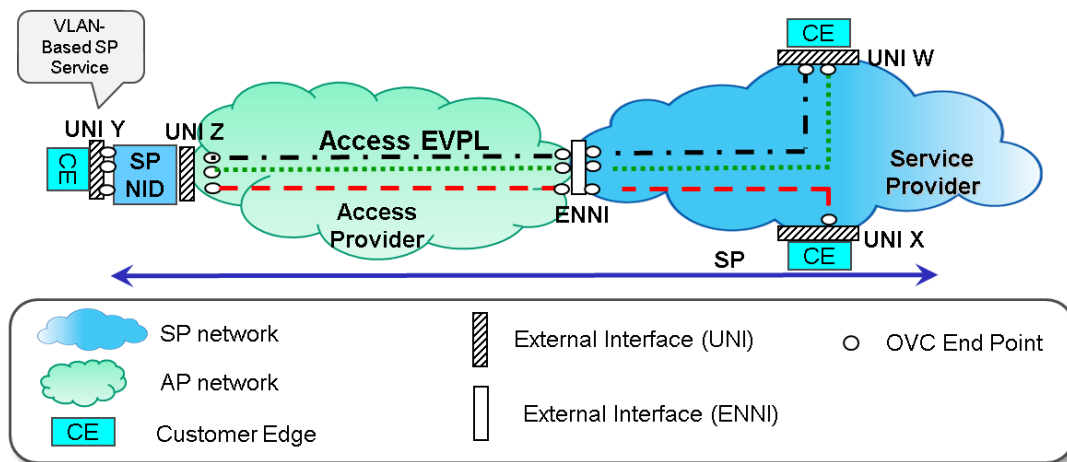 VLAN-
Based SP
Service
CE
UNI W
UNI Y
UNI Z
Access EVPL
CE
SP
NID
Service
Provider
Access
Provider
ENNI
UNI X
SP
CE
SP network
External Interface (UNI)
OVC End Point
AP network
External Interface (ENNI)
CE
Customer Edge